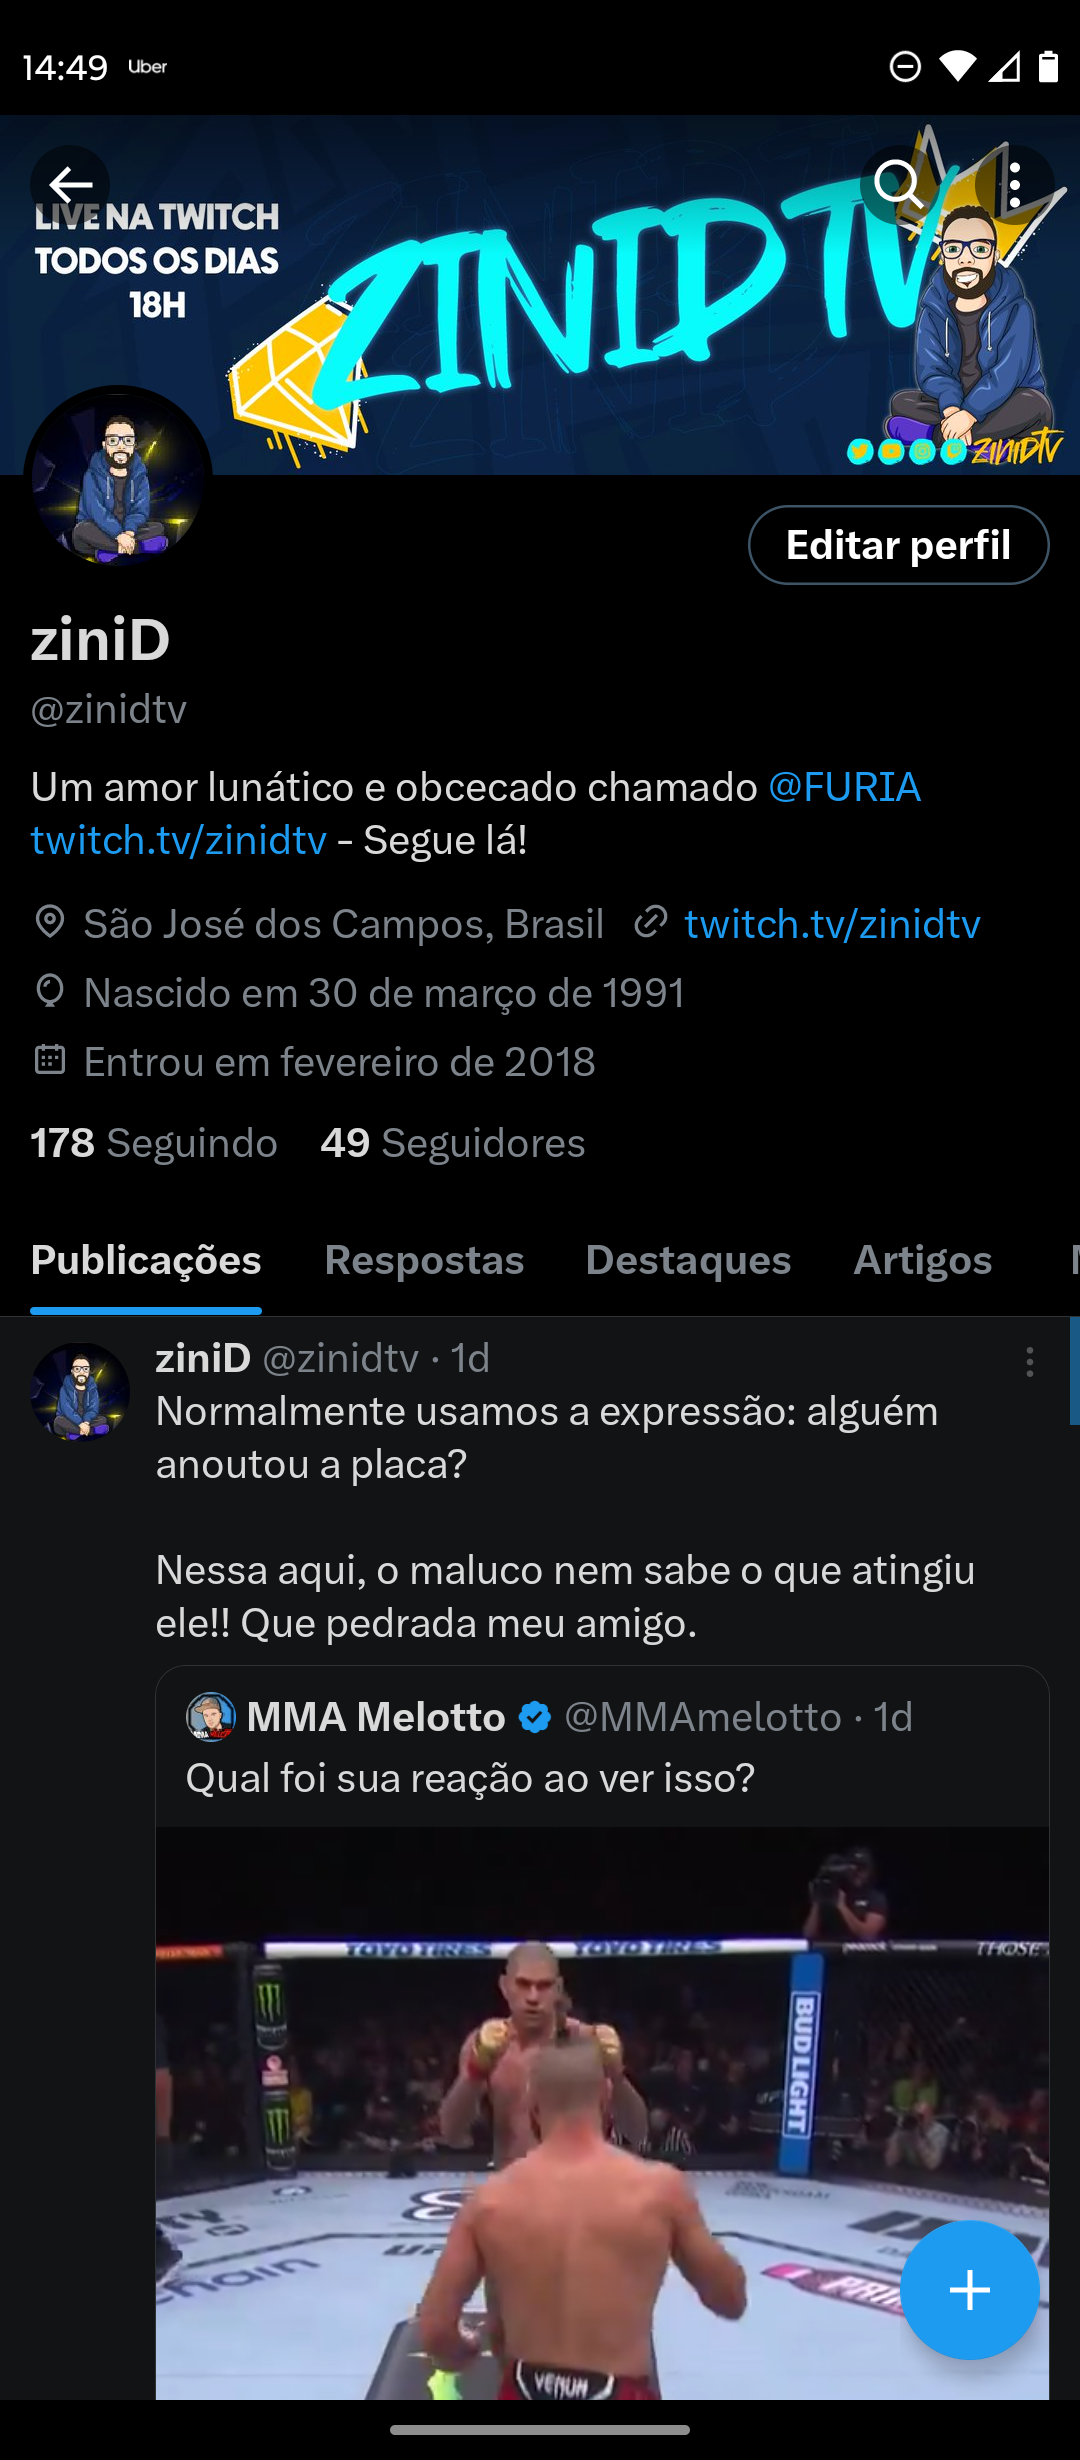 14:49 Uber
LIVE NA TWITCH
TODOS OS DIAS
18H
ZINIDTV
ZINIDTV
Editar perfil
ziniD
@zinidtv
Um amor lunático e obcecado chamado @FURIA
twitch.tv/zinidtv - Segue lá!
São José dos Campos, Brasil twitch.tv/zinidtv
Nascido em 30 de março de 1991
Entrou em fevereiro de 2018
178 Seguindo 49 Seguidores
Publicações Respostas Destaques Artigos
ziniD @zinidtv · 1d
Normalmente usamos a expressão: alguém
anoutou a placa?
Nessa aqui, o maluco nem sabe o que atingiu
ele!! Que pedrada meu amigo.
MMA Melotto @MMAmelotto · 1d
Qual foi sua reação ao ver isso?
TOYO TIRES TOYO TIRES THOSE
BUD LIGHT
VENUM